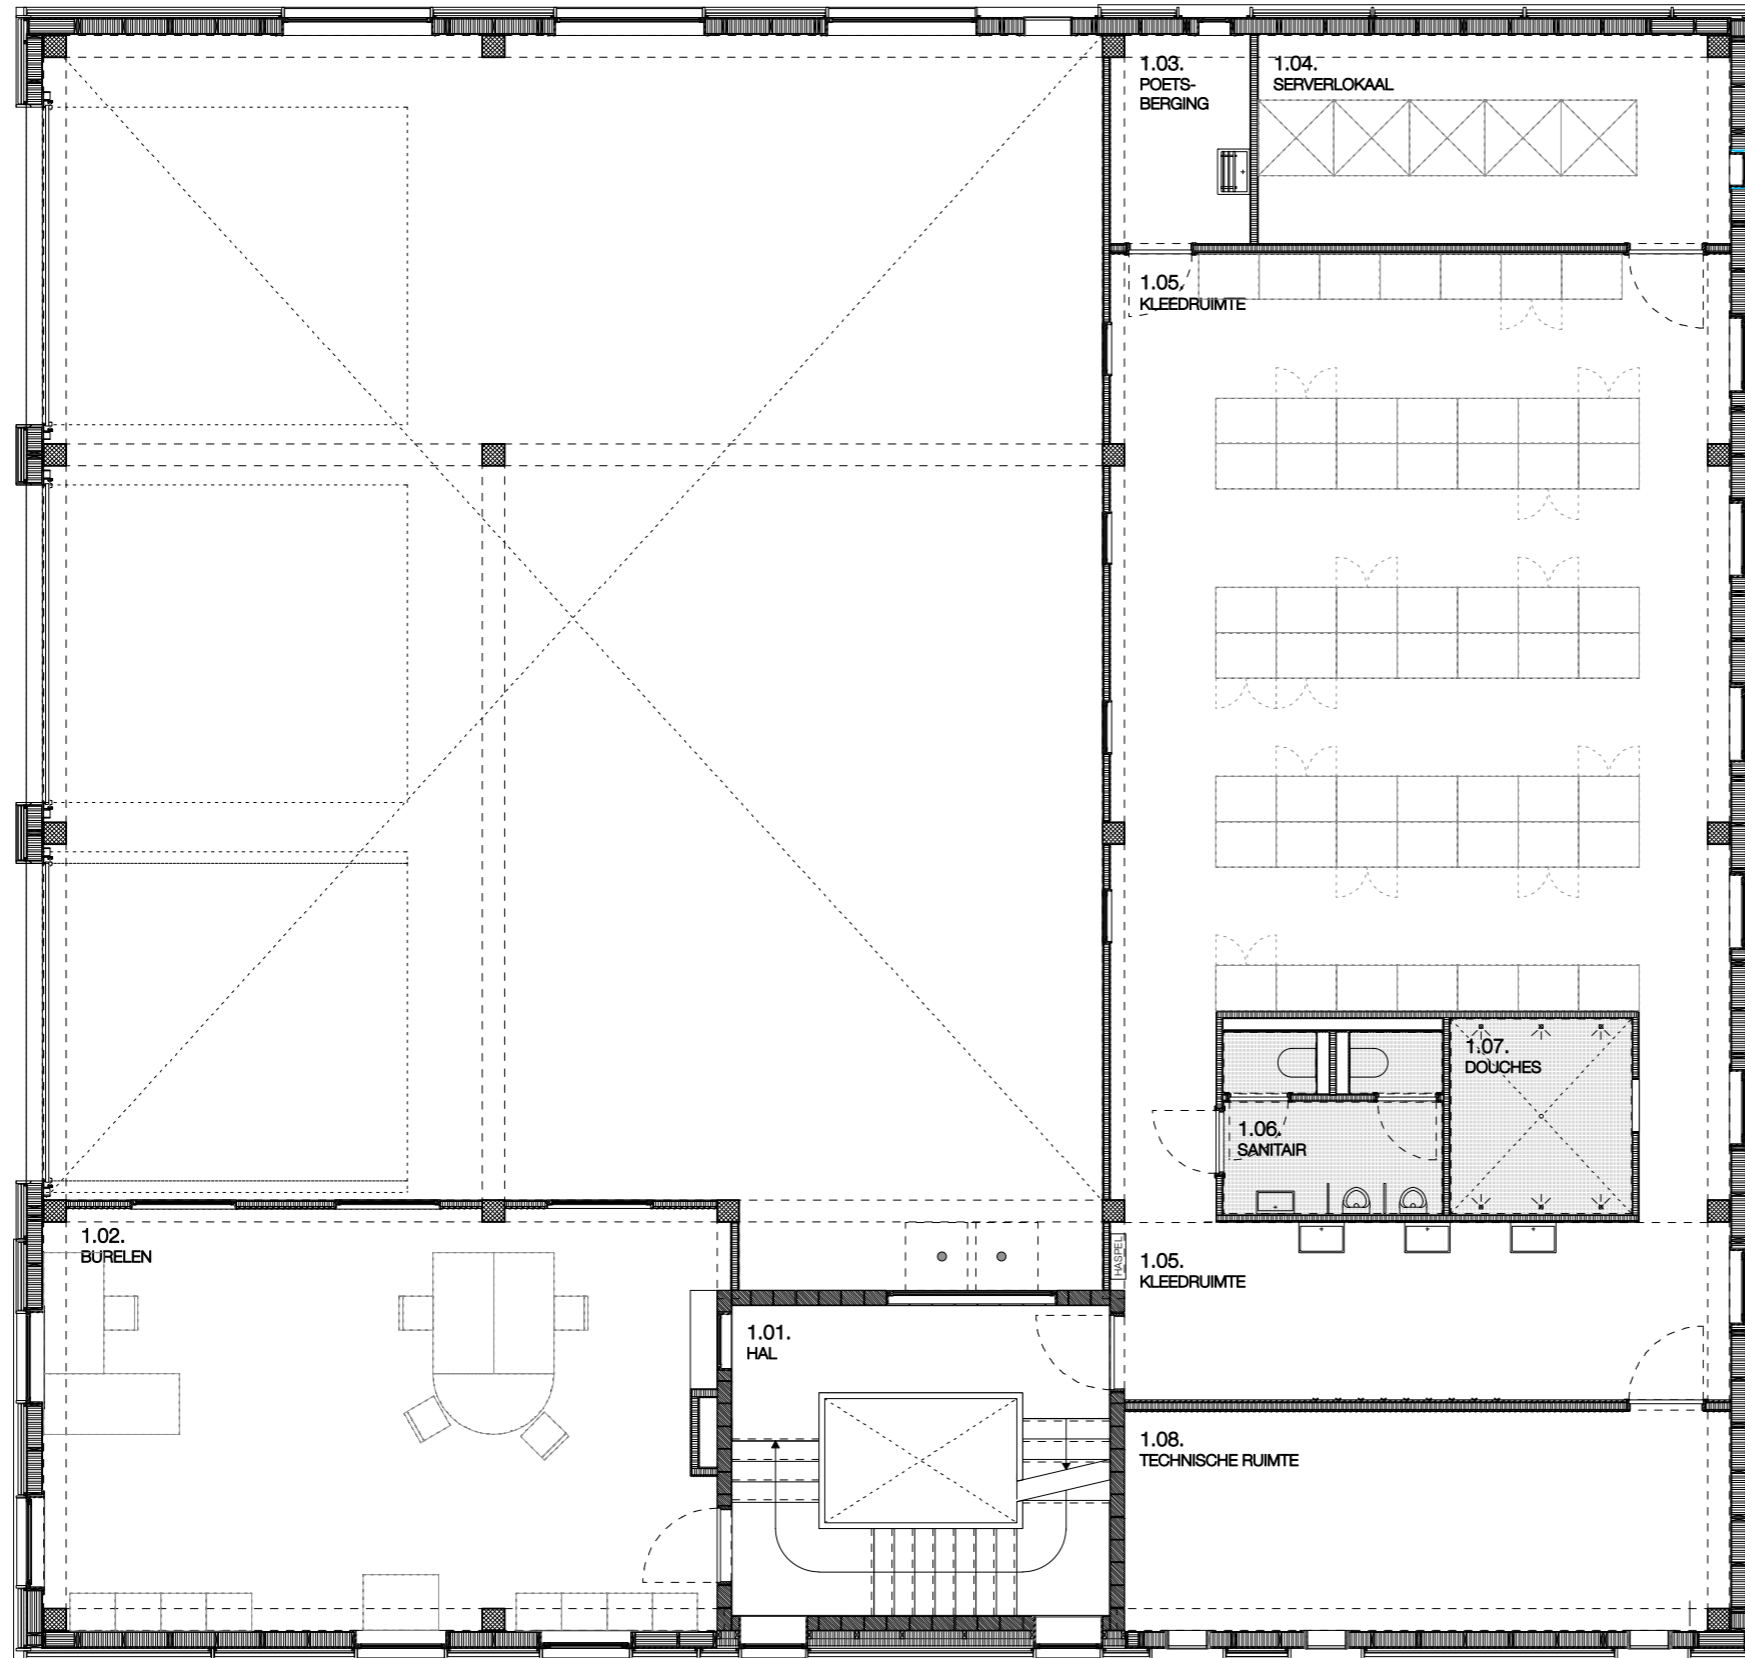 1.03.
POETS-
BERGING
1.04.
SERVERLOKAAL
1.05.
KLEEDRUIMTE
1.07.
DOUCHES
1.06.
SANITAIR
1.02.
BURELEN
HASPEL
1.05.
KLEEDRUIMTE
1.01.
HAL
1.08.
TECHNISCHE RUIMTE